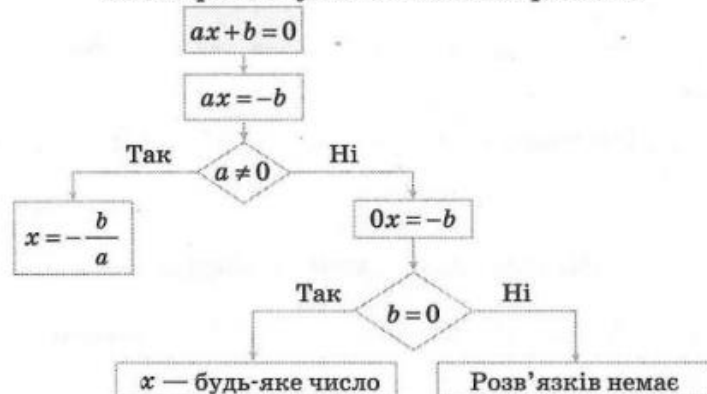 ax + b = 0
ax = −b
Так
a ≠ 0
Ні
x = − b/a
0x = −b
Так
b = 0
Ні
x — будь-яке число
Розв’язків немає